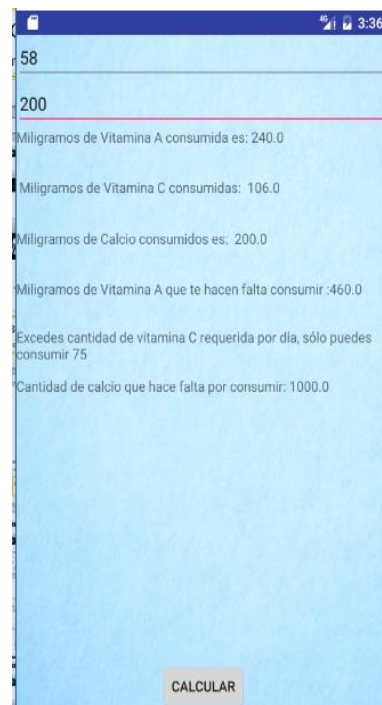 4G 3:36
58
200
Miligramos de Vitamina A consumida es: 240.0
Miligramos de Vitamina C consumidas: 106.0
Miligramos de Calcio consumidos es: 200.0
Miligramos de Vitamina A que te hacen falta consumir :460.0
Excedes cantidad de vitamina C requerida por día, sólo puedes
consumir 75
Cantidad de calcio que hace falta por consumir: 1000.0
CALCULAR